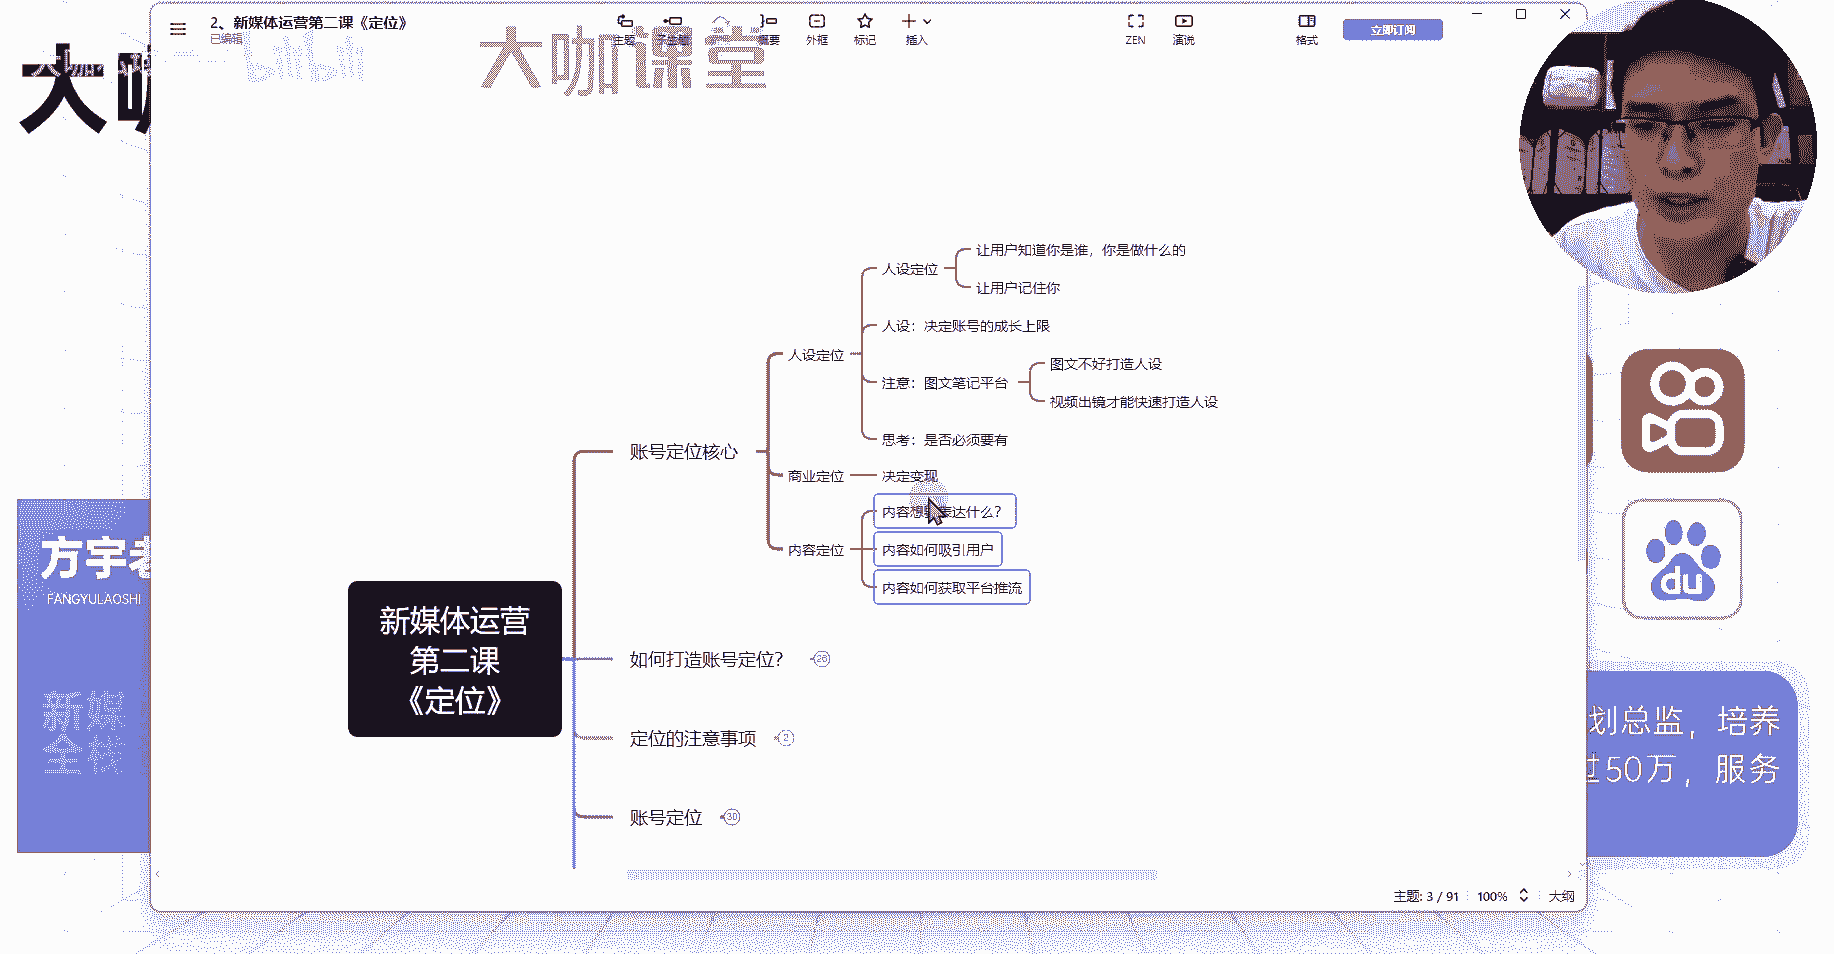 2、新媒体运营第二课《定位》
已编辑
主题
子主题
概要
外框
标记
插入
ZEN
演说
格式
立即订阅
bilibili
大咖课堂
大咖
让用户知道你是谁，你是做什么的
人设定位
让用户记住你
人设：决定账号的成长上限
人设定位
图文不好打造人设
注意：图文笔记平台
视频出镜才能快速打造人设
思考：是否必须要有
账号定位核心
商业定位
决定变现
内容想要表达什么？
内容定位
内容如何吸引用户
内容如何获取平台推流
新媒体运营
第二课
《定位》
如何打造账号定位？
26
定位的注意事项
2
账号定位
30
方宇老
FANGYULAOSHI
新媒
全栈
du
划总监，培养
过50万，服务
主题: 3 / 91
100%
大纲